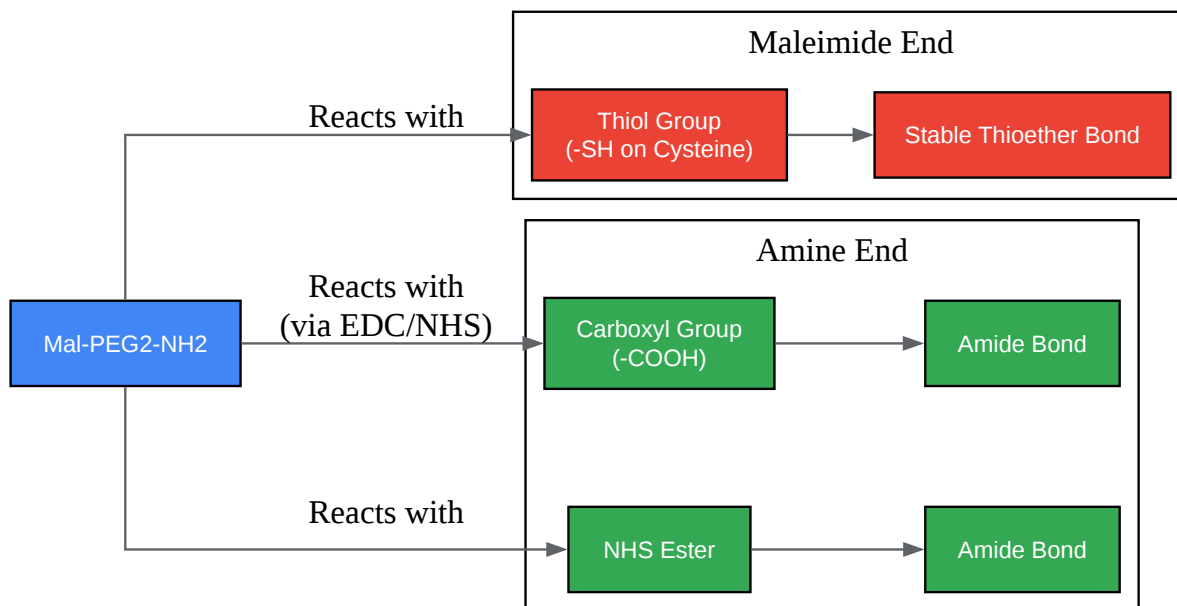 Maleimide End
Reacts with
Thiol Group
(-SH on Cysteine)
Stable Thioether Bond
Amine End
Reacts with
(via EDC/NHS)
Mal-PEG2-NH2
Carboxyl Group
(-COOH)
Amide Bond
Reacts with
NHS Ester
Amide Bond